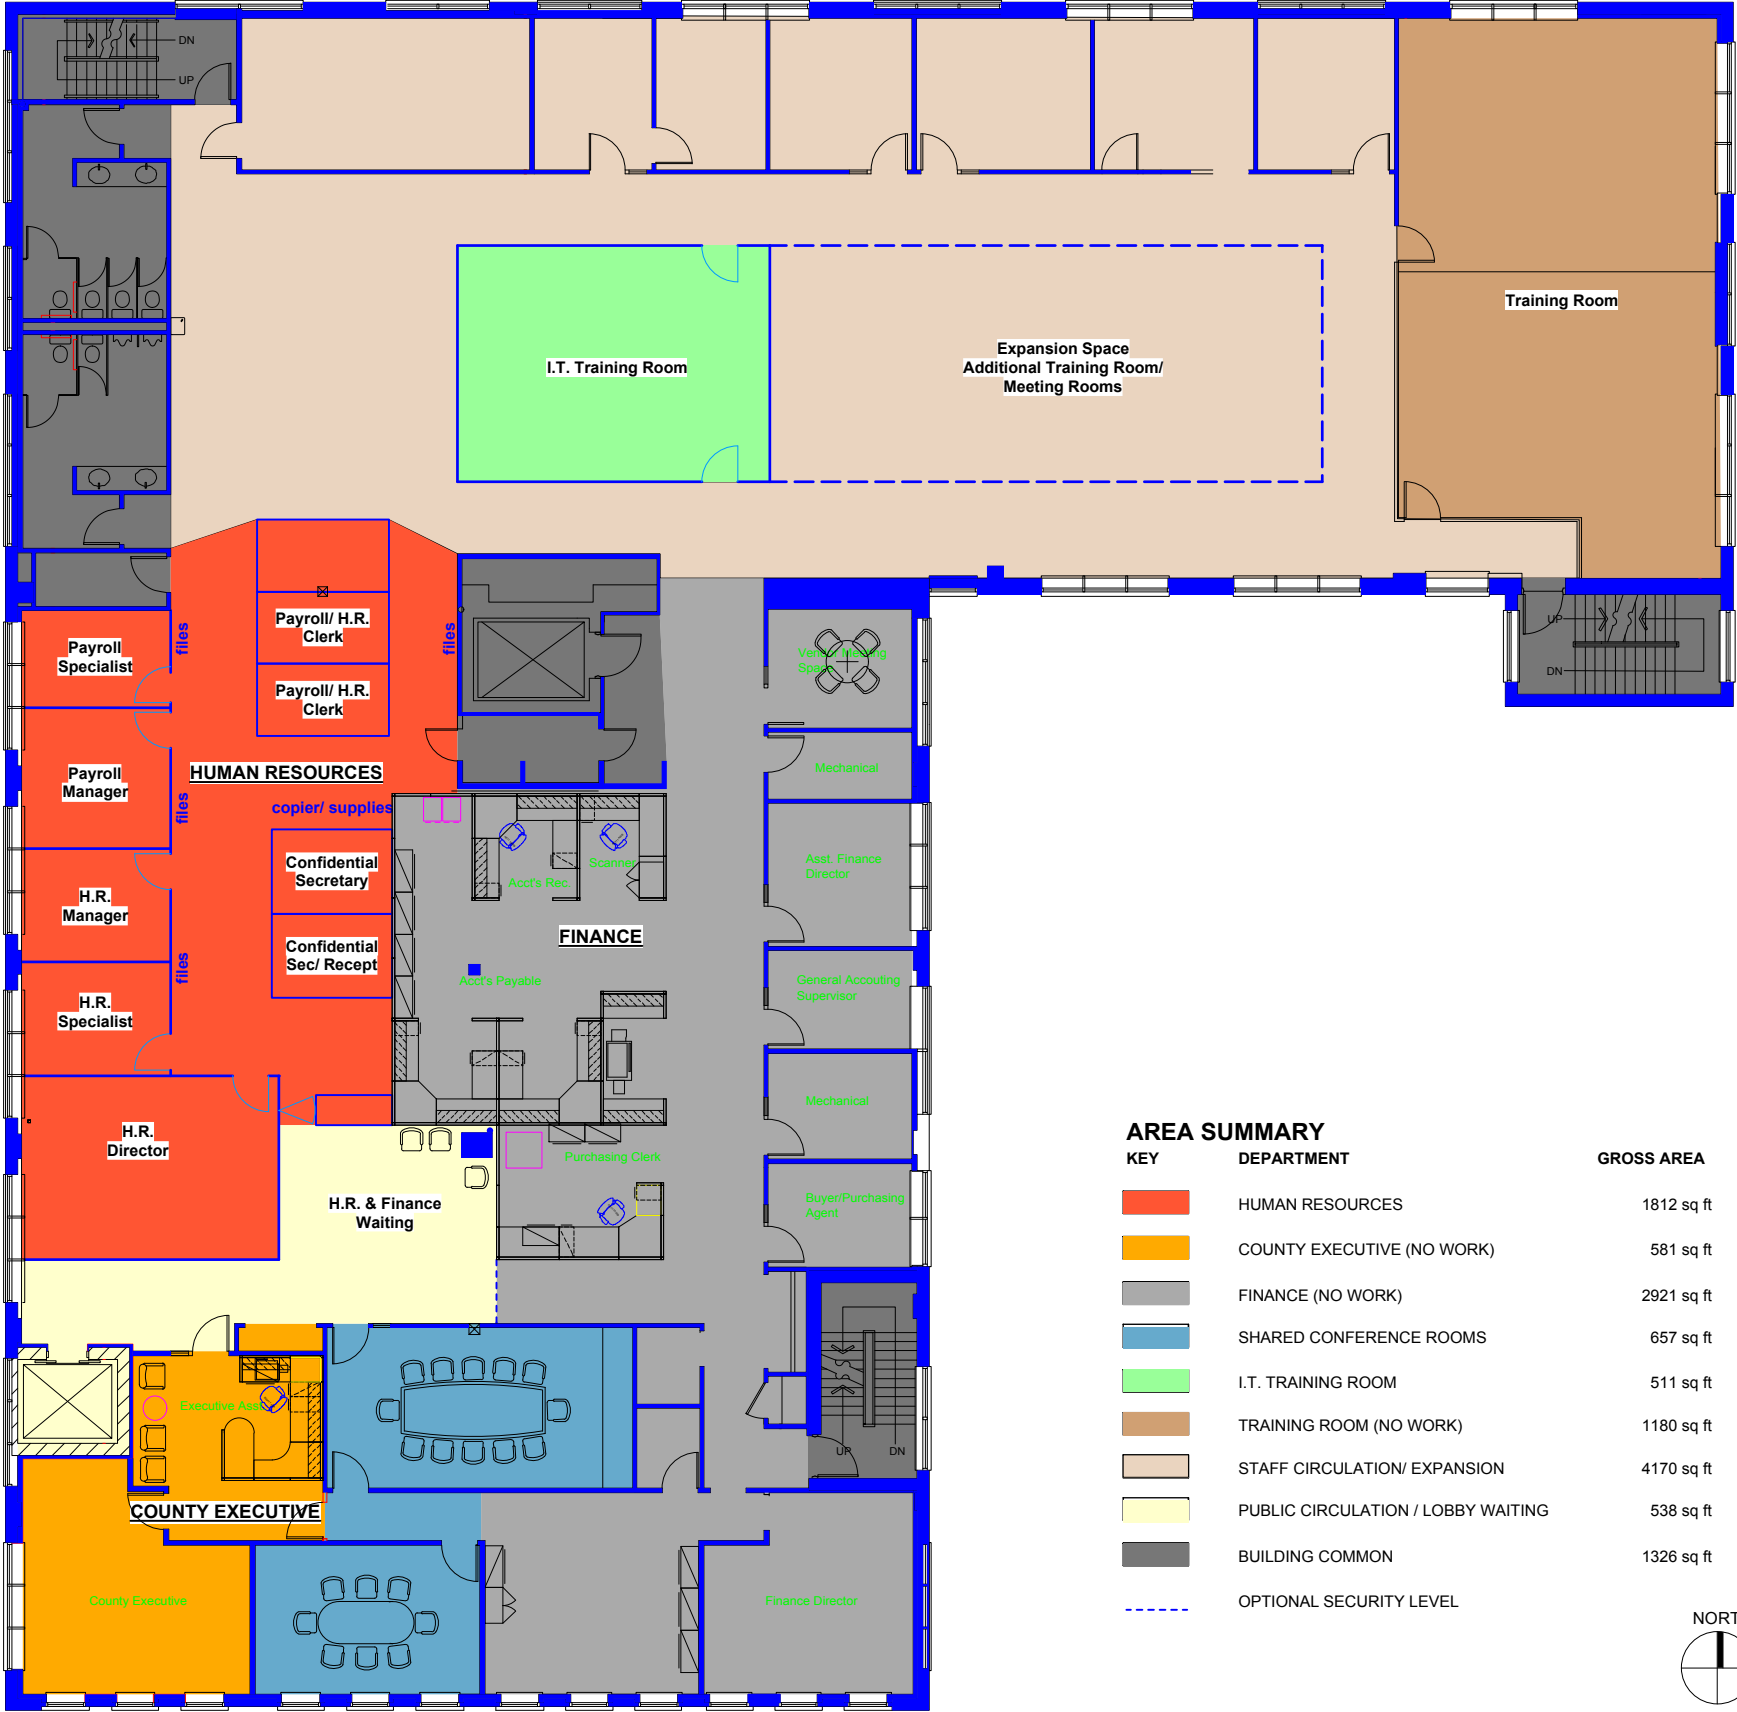 DN
UP
Training Room
I.T. Training Room
Expansion Space
Additional Training Room/
Meeting Rooms
Payroll/ H.R.
Clerk
files
files
Payroll
Specialist
Payroll/ H.R.
Clerk
UP
DN
Payroll
Manager
HUMAN RESOURCES
Mechanical
files
copier/ supplies
Confidential
Secretary
Acct's Rec.
Scanner
Asst. Finance
Director
H.R.
Manager
FINANCE
Confidential
Sec/ Recept
files
Acct's Payable
General Accouting
Supervisor
H.R.
Specialist
Mechanical
H.R.
Director
Purchasing Clerk
H.R. & Finance
Waiting
Buyer/Purchasing
Agent
COUNTY EXECUTIVE
UP
DN
County Executive
Finance Director
AREA SUMMARY
KEY DEPARTMENT GROSS AREA
HUMAN RESOURCES 1812 sq ft
COUNTY EXECUTIVE (NO WORK) 581 sq ft
FINANCE (NO WORK) 2921 sq ft
SHARED CONFERENCE ROOMS 657 sq ft
I.T. TRAINING ROOM 511 sq ft
TRAINING ROOM (NO WORK) 1180 sq ft
STAFF CIRCULATION/ EXPANSION 4170 sq ft
PUBLIC CIRCULATION / LOBBY WAITING 538 sq ft
BUILDING COMMON 1326 sq ft
OPTIONAL SECURITY LEVEL
NORT